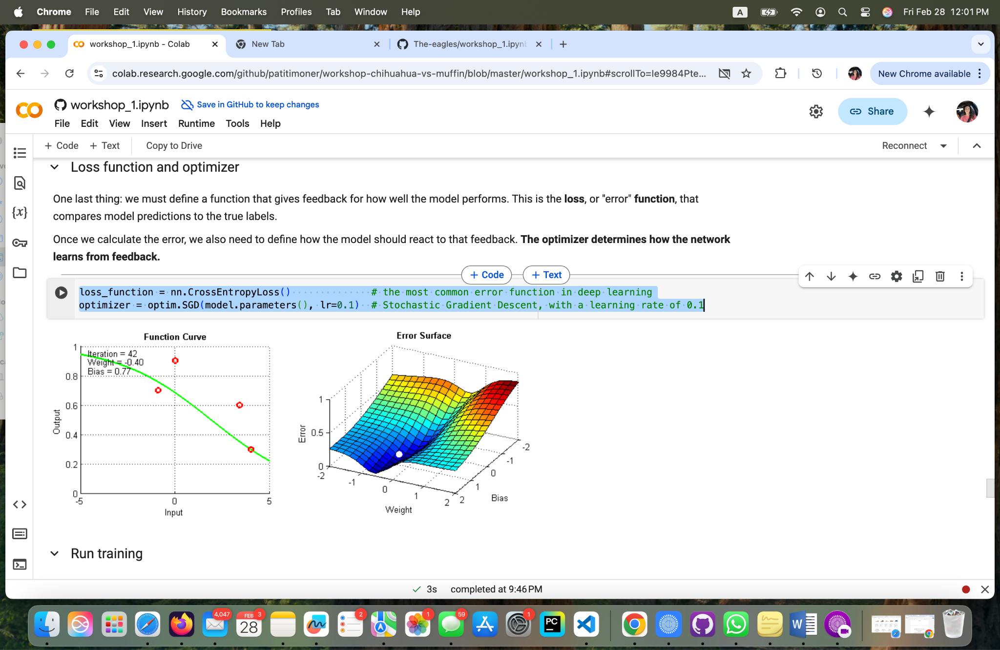 Chrome File Edit View History Bookmarks Profiles Tab Window Help A Fri Feb 28 12:01 PM
workshop_1.ipynb - Colab New Tab The-eagles/workshop_1.ipynb
colab.research.google.com/github/patitimoner/workshop-chihuahua-vs-muffin/blob/master/workshop_1.ipynb#scrollTo=Ie9984Pte... New Chrome available
workshop_1.ipynb Save in GitHub to keep changes
Share
File Edit View Insert Runtime Tools Help
+ Code + Text Copy to Drive Reconnect
Loss function and optimizer
One last thing: we must define a function that gives feedback for how well the model performs. This is the loss, or "error" function, that
compares model predictions to the true labels.
Once we calculate the error, we also need to define how the model should react to that feedback. The optimizer determines how the network
learns from feedback.
+ Code + Text
loss_function = nn.CrossEntropyLoss() # the most common error function in deep learning
optimizer = optim.SGD(model.parameters(), lr=0.1) # Stochastic Gradient Descent, with a learning rate of 0.1
Function Curve
Iteration = 42
Weight = -0.40
Bias = 0.77
1
0.8
0.6
0.4
0.2
0
Output
-5 0 5
Input
Error Surface
1
0.5
0
Error
-2 -1 0 1 2
Weight
2 1 0 -1 -2
Bias
Run training
3s completed at 9:46 PM
4,047 FEB 3 28 2 1 59 1 PC W